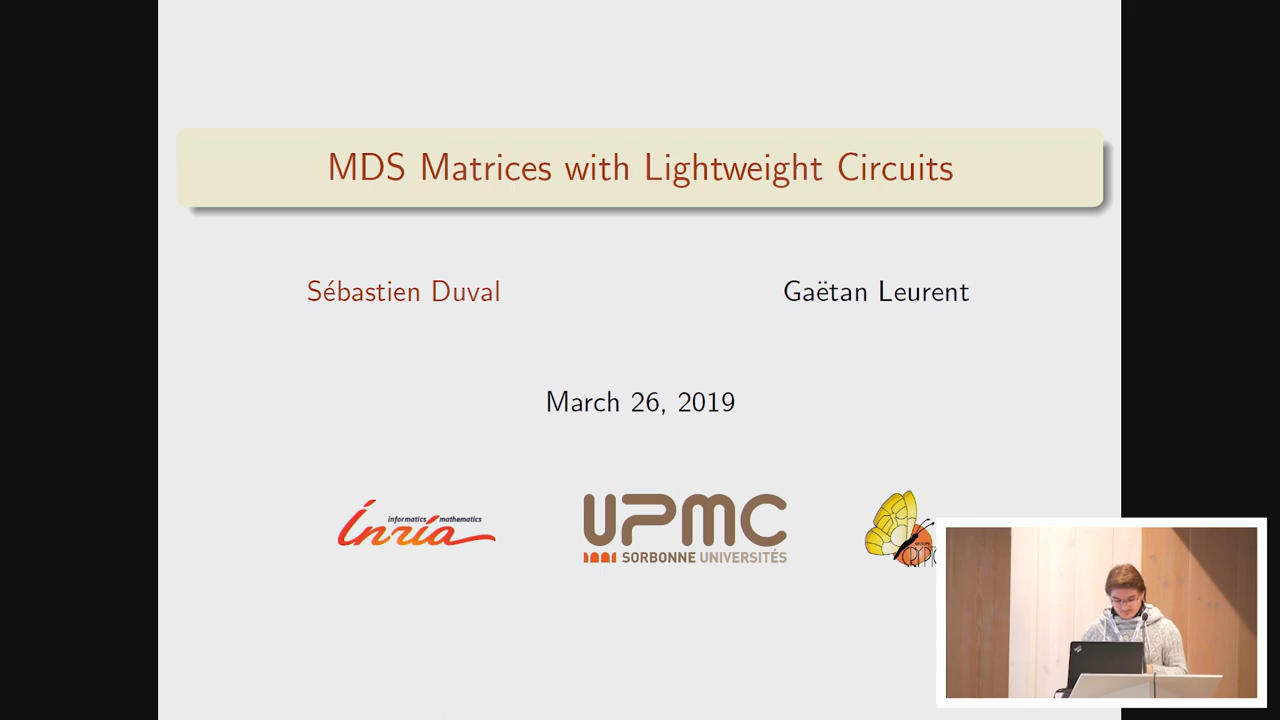 MDS Matrices with Lightweight Circuits
Sébastien Duval
Gaëtan Leurent
March 26, 2019
informatics mathematics
Inria
UPMC
SORBONNE UNIVERSITÉS